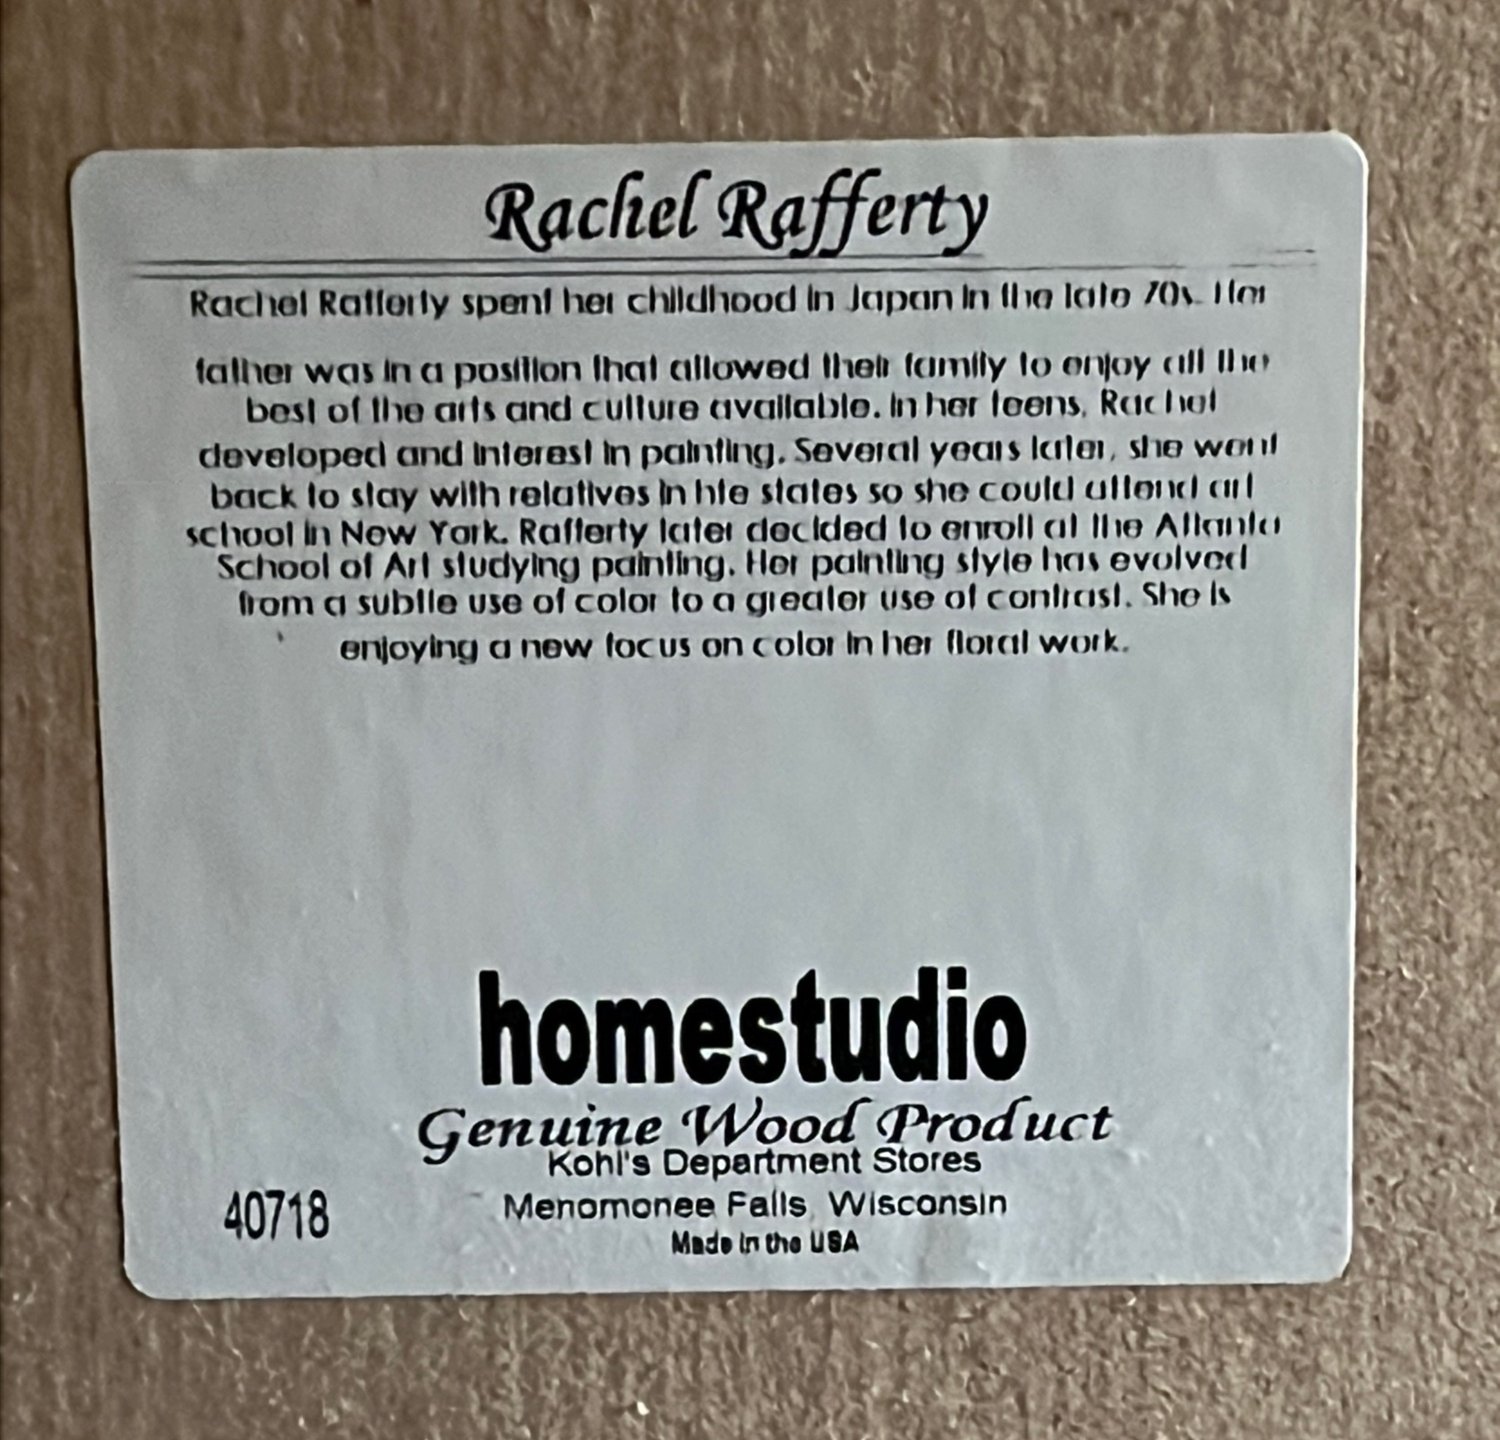 Rachel Rafferty
Rachel Rafferty spent her childhood in Japan in the late 70s. Her
father was in a position that allowed their family to enjoy all the
best of the arts and culture available. In her teens, Rachel
developed and interest in painting. Several years later, she went
back to stay with relatives in hte states so she could attend art
school in New York. Rafferty later decided to enroll at the Atlanta
School of Art studying painting. Her painting style has evolved
from a subtle use of color to a greater use of contrast. She is
enjoying a new focus on color in her floral work.
homestudio
Genuine Wood Product
Kohl's Department Stores
Menomonee Falls, Wisconsin
40718
Made in the USA